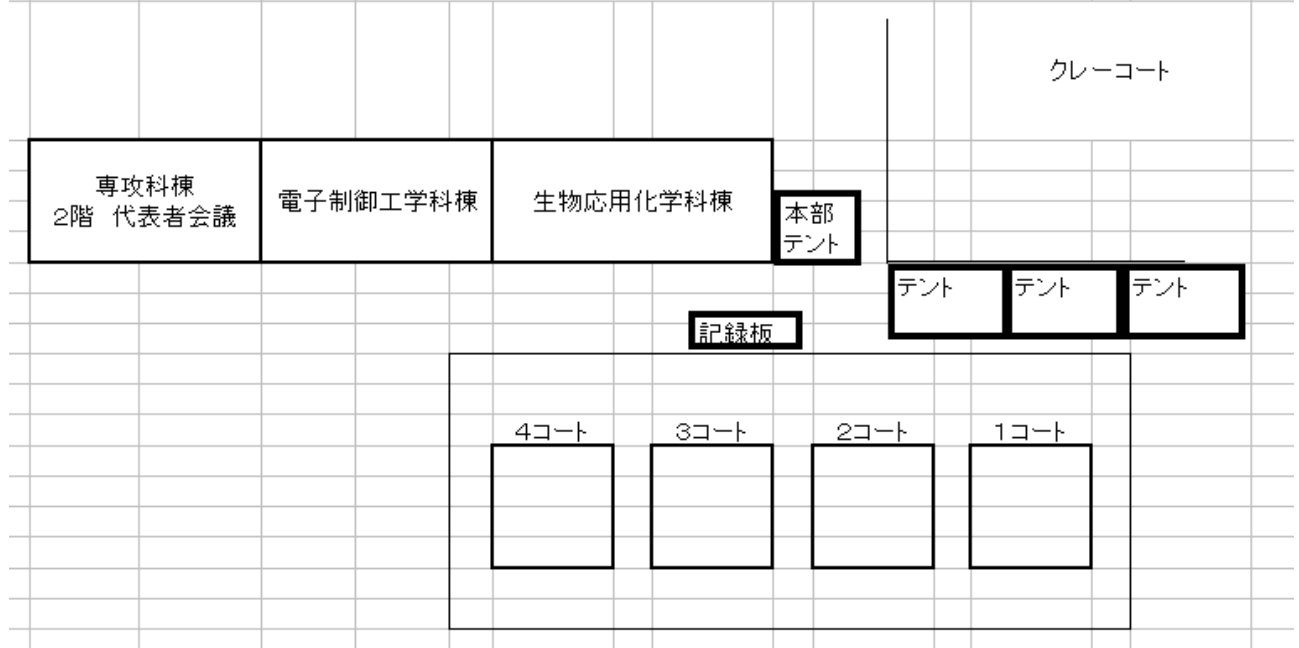 クレーコート
専攻科棟
2階 代表者会議
電子制御工学科棟
生物応用化学科棟
本部
テント
テント
テント
テント
記録板
4コート
3コート
2コート
1コート